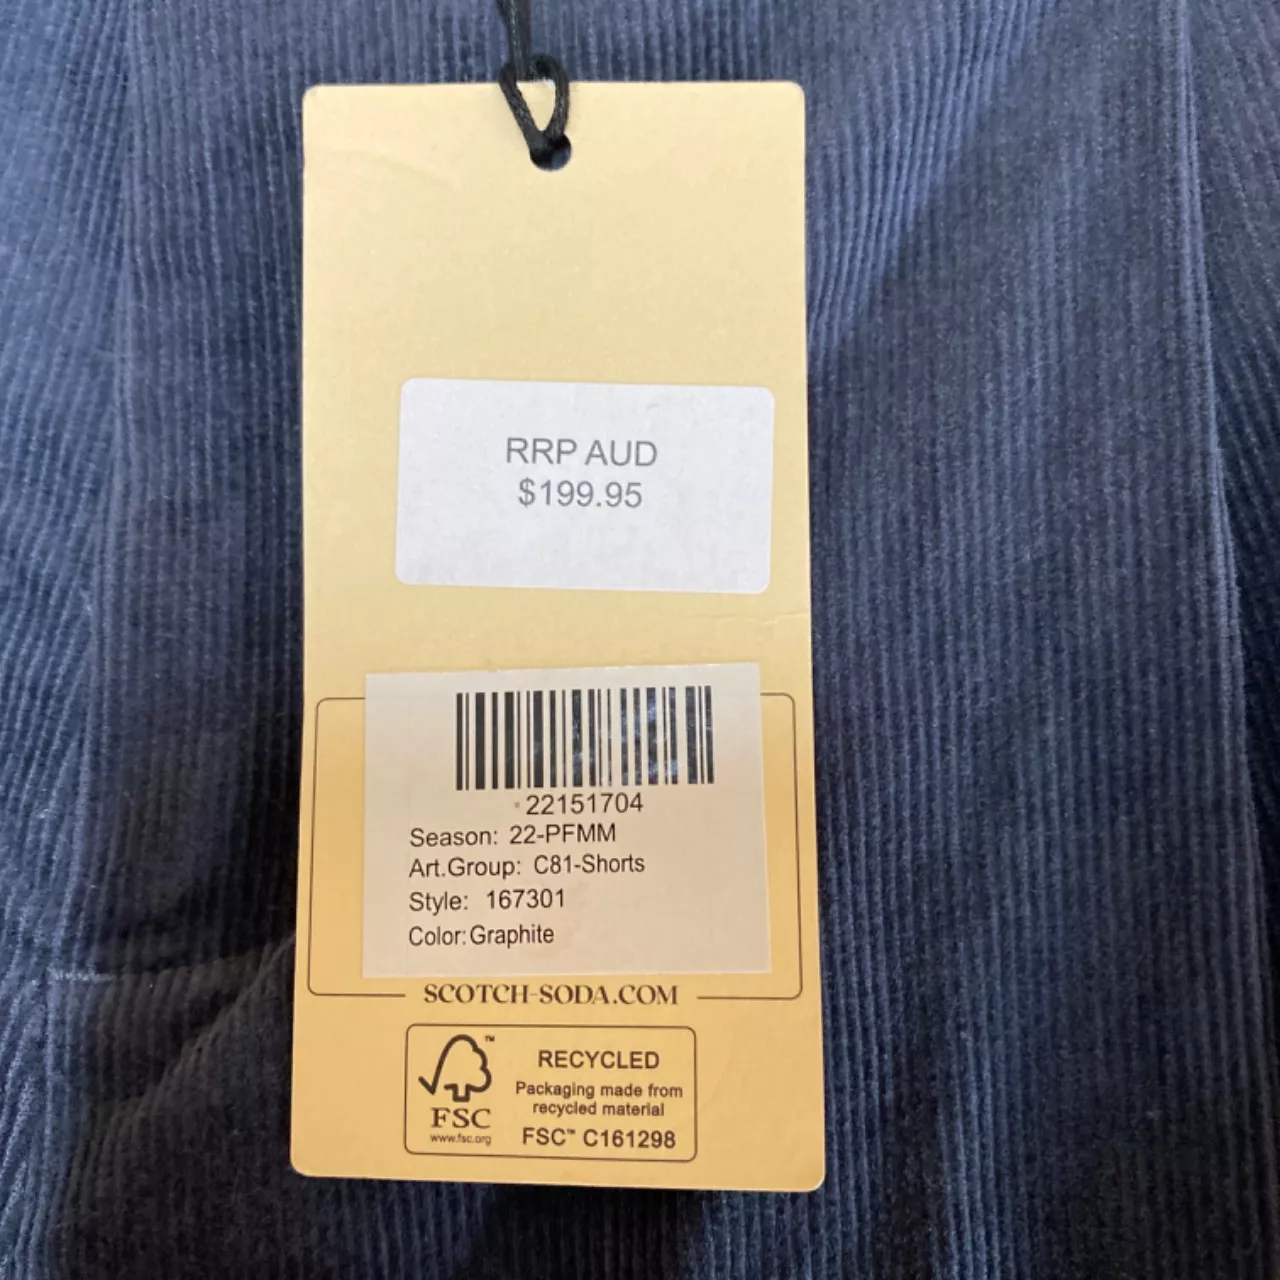 RRP AUD
$199.95
22151704
Season: 22-PFMM
Art.Group: C81-Shorts
Style: 167301
Color: Graphite
SCOTCH-SODA.COM
FSC
www.fsc.org
RECYCLED
Packaging made from
recycled material
FSC™ C161298